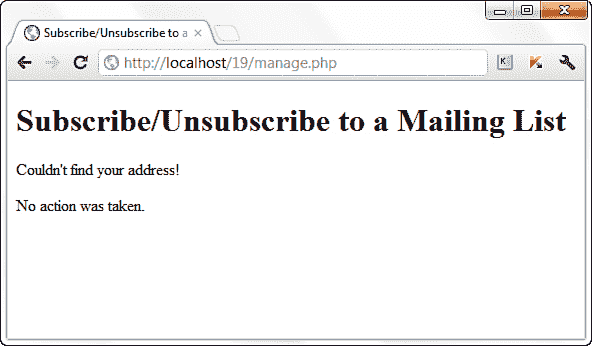 Subscribe/Unsubscribe to a
http://localhost/19/manage.php
K
Subscribe/Unsubscribe to a Mailing List
Couldn't find your address!
No action was taken.